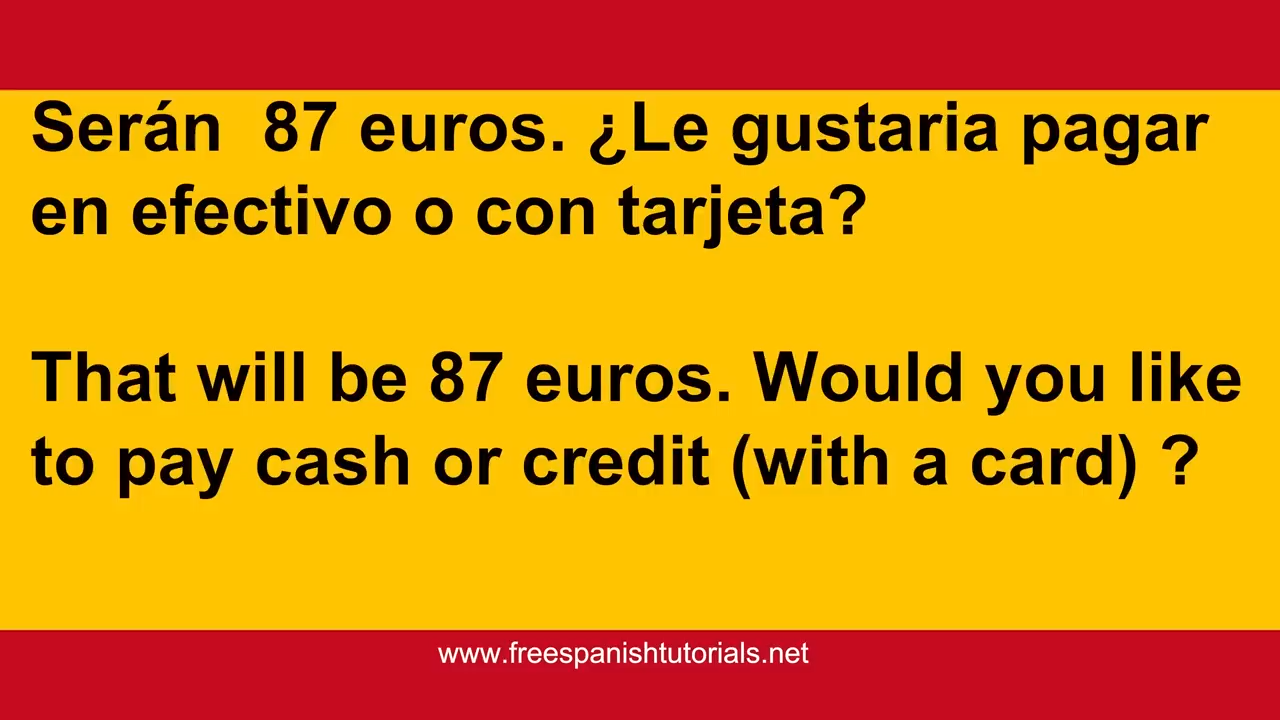 Serán  87 euros. ¿Le gustaria pagar
en efectivo o con tarjeta?
That will be 87 euros. Would you like
to pay cash or credit (with a card) ?
www.freespanishtutorials.net